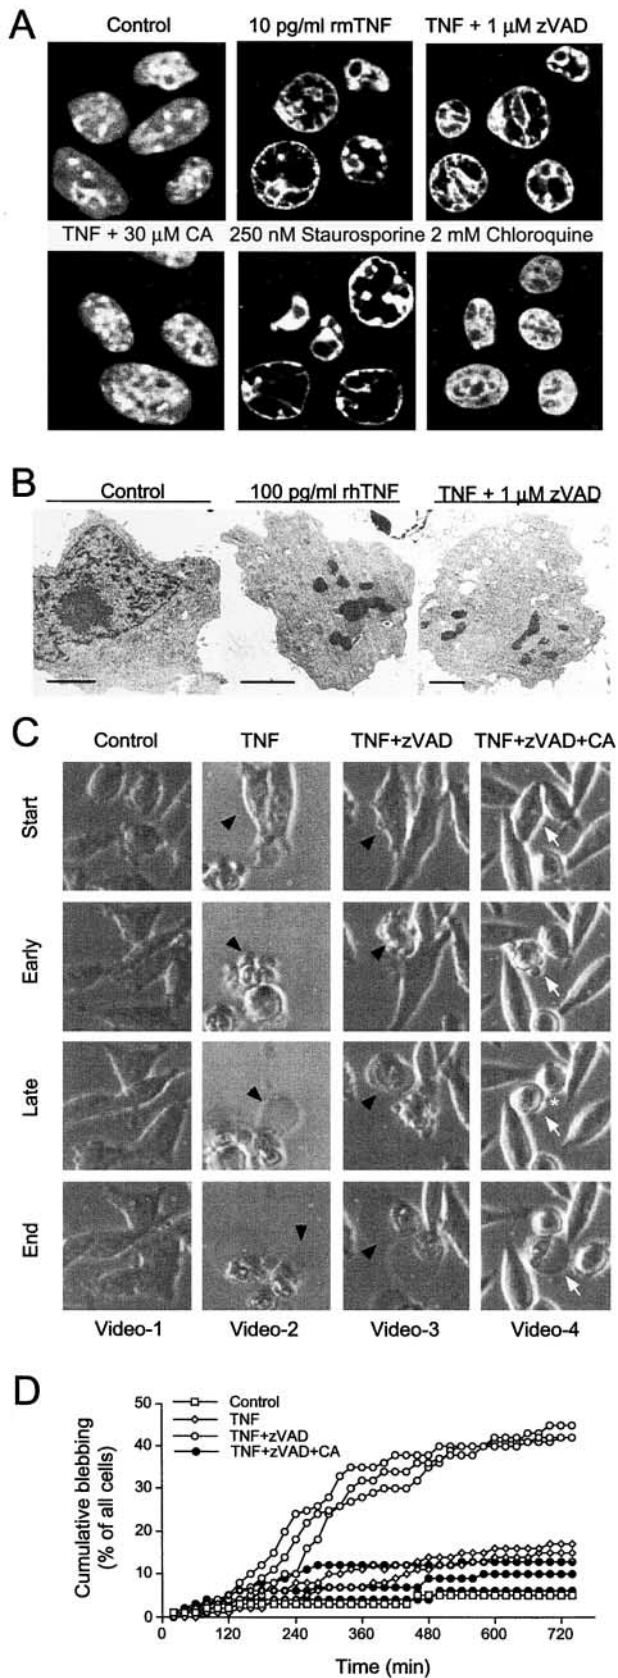 A
Control 10 pg/ml rmTNF TNF + 1 μM zVAD
TNF + 30 μM CA 250 nM Staurosporine 2 mM Chloroquine
B
Control 100 pg/ml rhTNF TNF + 1 μM zVAD
C
Control TNF TNF+zVAD TNF+zVAD+CA
Start
Early
Late
*
End
Video-1 Video-2 Video-3 Video-4
D
Cumulative blebbing
(% of all cells)
50
40
30
20
10
0
Control
TNF
TNF+zVAD
TNF+zVAD+CA
0 120 240 360 480 600 720
Time (min)